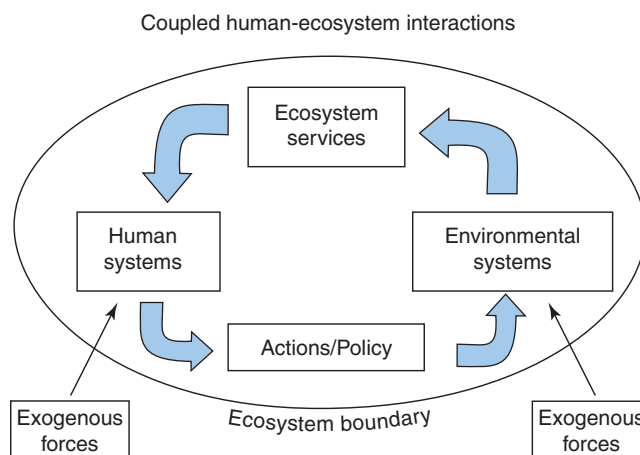 Coupled human-ecosystem interactions
Ecosystem
services
Human
systems
Environmental
systems
Actions/Policy
Exogenous
forces
Ecosystem boundary
Exogenous
forces